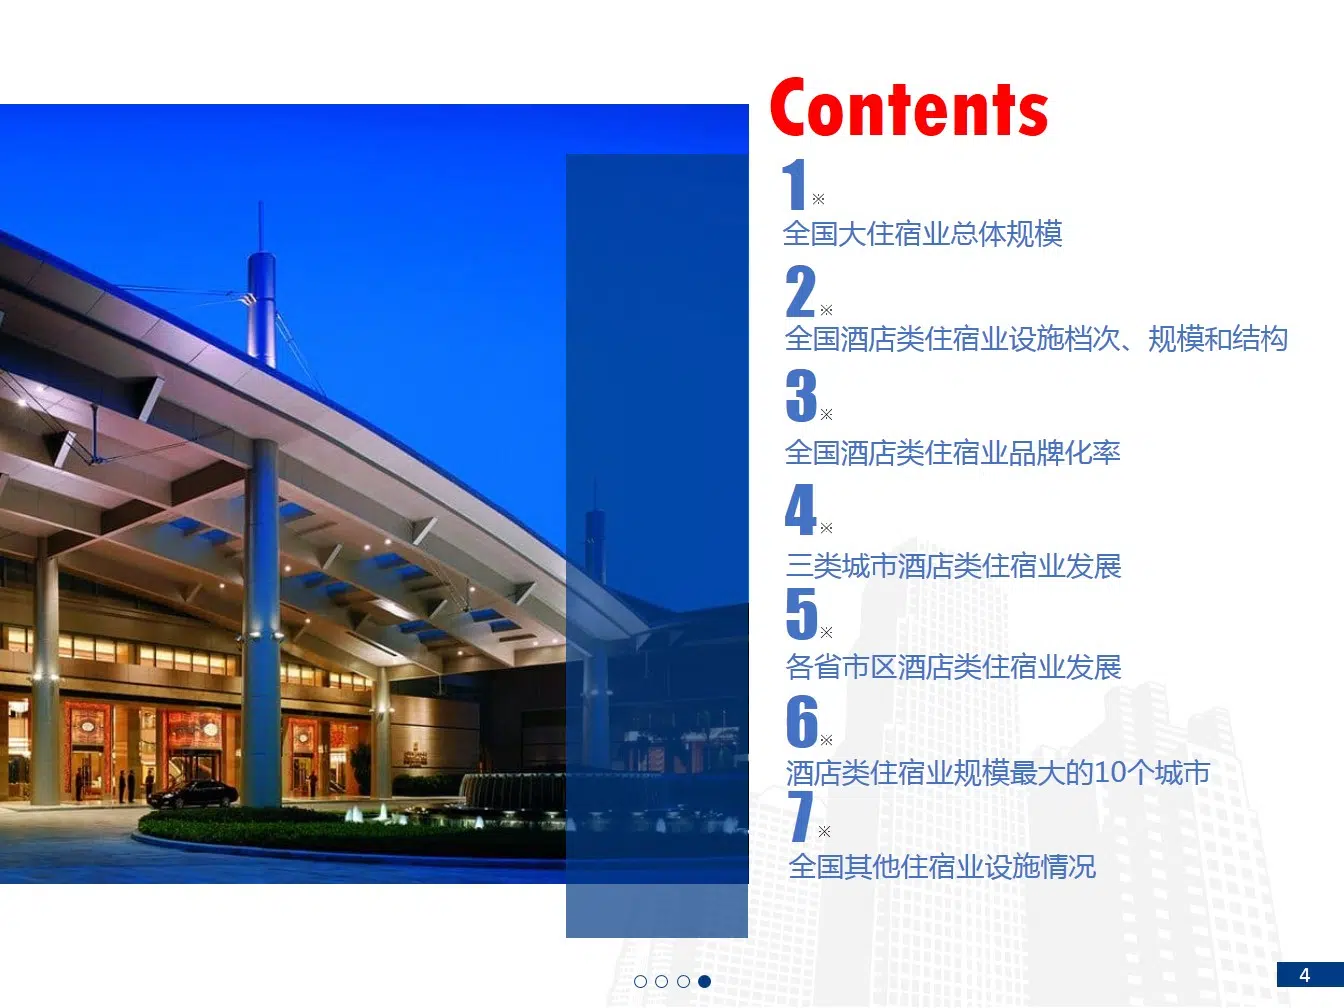 Contents
1※
全国大住宿业总体规模
2※
全国酒店类住宿业设施档次、规模和结构
3※
全国酒店类住宿业品牌化率
4※
三类城市酒店类住宿业发展
5※
各省市区酒店类住宿业发展
6※
酒店类住宿业规模最大的10个城市
7※
全国其他住宿业设施情况
4